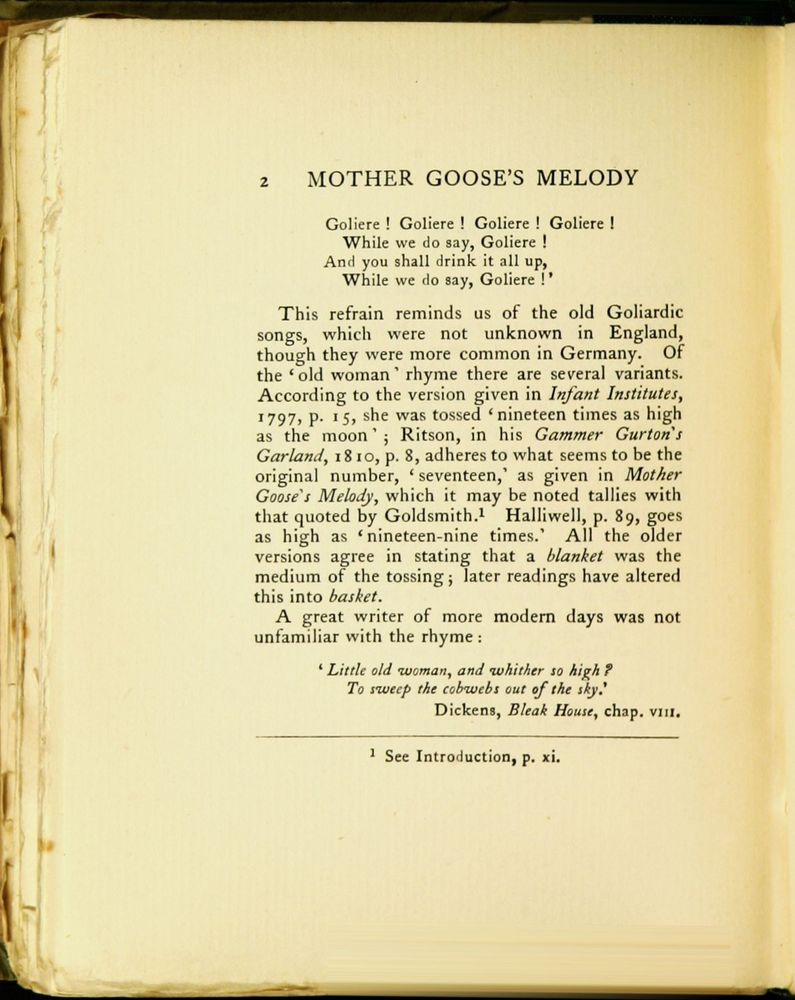 2 MOTHER GOOSE'S MELODY
Goliere ! Goliere ! Goliere ! Goliere !
While we do say, Goliere !
And you shall drink it all up,
While we do say, Goliere !'
This refrain reminds us of the old Goliardic
songs, which were not unknown in England,
though they were more common in Germany. Of
the 'old woman' rhyme there are several variants.
According to the version given in Infant Institutes,
1797, p. 15, she was tossed 'nineteen times as high
as the moon' ; Ritson, in his Gammer Gurton's
Garland, 1810, p. 8, adheres to what seems to be the
original number, 'seventeen,' as given in Mother
Goose's Melody, which it may be noted tallies with
that quoted by Goldsmith.¹ Halliwell, p. 89, goes
as high as 'nineteen-nine times.' All the older
versions agree in stating that a blanket was the
medium of the tossing ; later readings have altered
this into basket.
A great writer of more modern days was not
unfamiliar with the rhyme :
'Little old woman, and whither so high ?
To sweep the cobwebs out of the sky.'
Dickens, Bleak House, chap. VIII.
¹ See Introduction, p. xi.